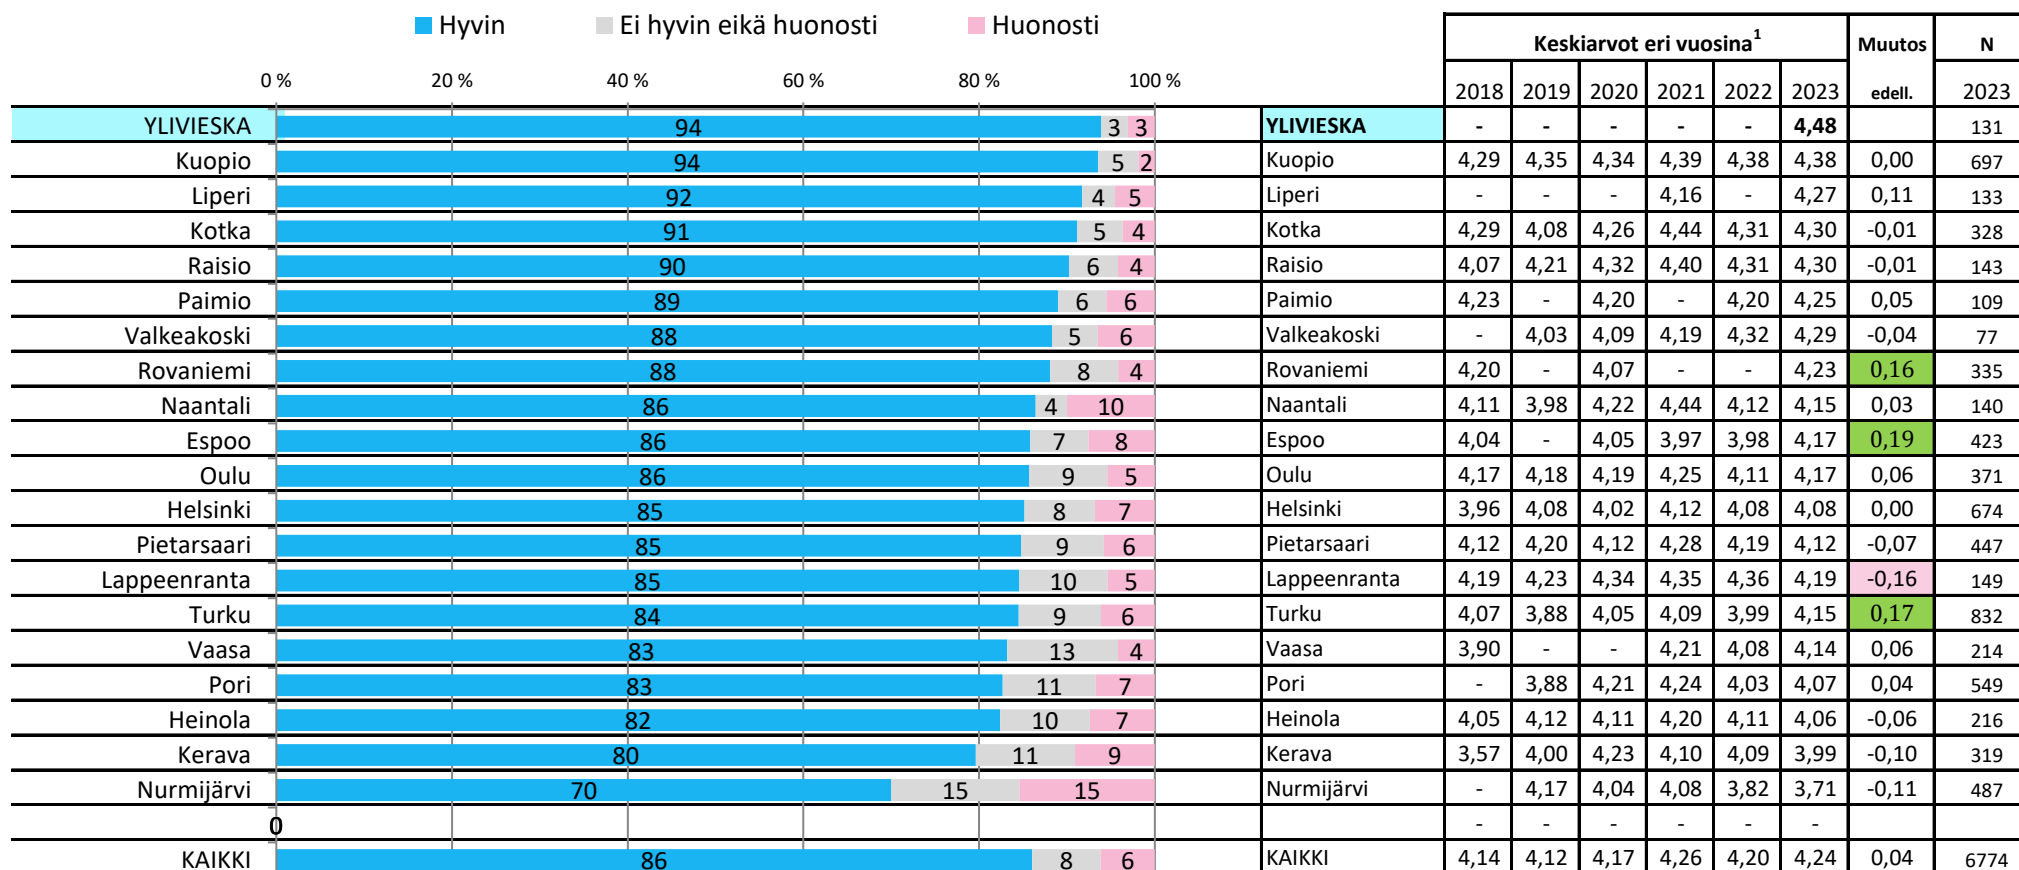 Hyvin Ei hyvin eikä huonosti Huonosti
Keskiarvot eri vuosina1 Muutos N
0 % 20 % 40 % 60 % 80 % 100 %
2018 2019 2020 2021 2022 2023 edell. 2023
YLIVIESKA 94 3 3 YLIVIESKA - - - - - 4,48 131
Kuopio 94 5 2 Kuopio 4,29 4,35 4,34 4,39 4,38 4,38 0,00 697
Liperi 92 4 5 Liperi - - - 4,16 - 4,27 0,11 133
Kotka 91 5 4 Kotka 4,29 4,08 4,26 4,44 4,31 4,30 -0,01 328
Raisio 90 6 4 Raisio 4,07 4,21 4,32 4,40 4,31 4,30 -0,01 143
Paimio 89 6 6 Paimio 4,23 - 4,20 - 4,20 4,25 0,05 109
Valkeakoski 88 5 6 Valkeakoski - 4,03 4,09 4,19 4,32 4,29 -0,04 77
Rovaniemi 88 8 4 Rovaniemi 4,20 - 4,07 - - 4,23 0,16 335
Naantali 86 4 10 Naantali 4,11 3,98 4,22 4,44 4,12 4,15 0,03 140
Espoo 86 7 8 Espoo 4,04 - 4,05 3,97 3,98 4,17 0,19 423
Oulu 86 9 5 Oulu 4,17 4,18 4,19 4,25 4,11 4,17 0,06 371
Helsinki 85 8 7 Helsinki 3,96 4,08 4,02 4,12 4,08 4,08 0,00 674
Pietarsaari 85 9 6 Pietarsaari 4,12 4,20 4,12 4,28 4,19 4,12 -0,07 447
Lappeenranta 85 10 5 Lappeenranta 4,19 4,23 4,34 4,35 4,36 4,19 -0,16 149
Turku 84 9 6 Turku 4,07 3,88 4,05 4,09 3,99 4,15 0,17 832
Vaasa 83 13 4 Vaasa 3,90 - - 4,21 4,08 4,14 0,06 214
Pori 83 11 7 Pori - 3,88 4,21 4,24 4,03 4,07 0,04 549
Heinola 82 10 7 Heinola 4,05 4,12 4,11 4,20 4,11 4,06 -0,06 216
Kerava 80 11 9 Kerava 3,57 4,00 4,23 4,10 4,09 3,99 -0,10 319
Nurmijärvi 70 15 15 Nurmijärvi - 4,17 4,04 4,08 3,82 3,71 -0,11 487
0 - - - - - -
KAIKKI 86 8 6 KAIKKI 4,14 4,12 4,17 4,26 4,20 4,24 0,04 6774